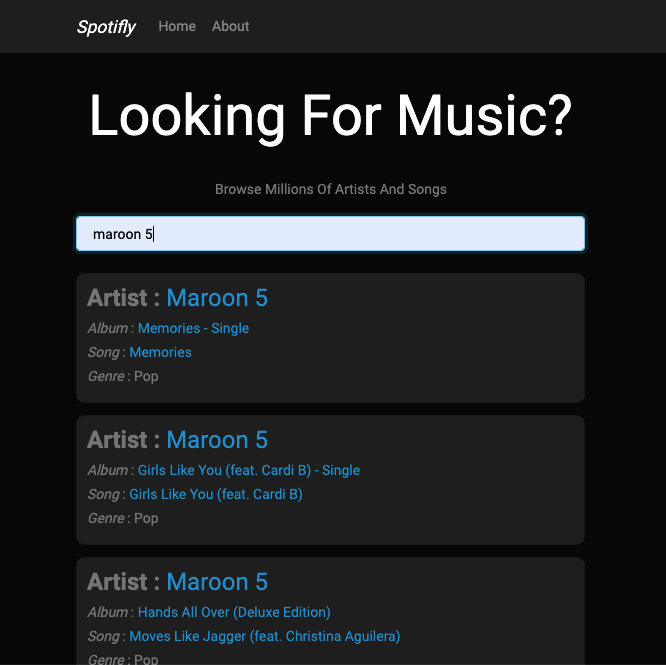 Spotifly Home About
Looking For Music?
Browse Millions Of Artists And Songs
maroon 5
Artist : Maroon 5
Album : Memories - Single
Song : Memories
Genre : Pop
Artist : Maroon 5
Album : Girls Like You (feat. Cardi B) - Single
Song : Girls Like You (feat. Cardi B)
Genre : Pop
Artist : Maroon 5
Album : Hands All Over (Deluxe Edition)
Song : Moves Like Jagger (feat. Christina Aguilera)
Genre : Pop